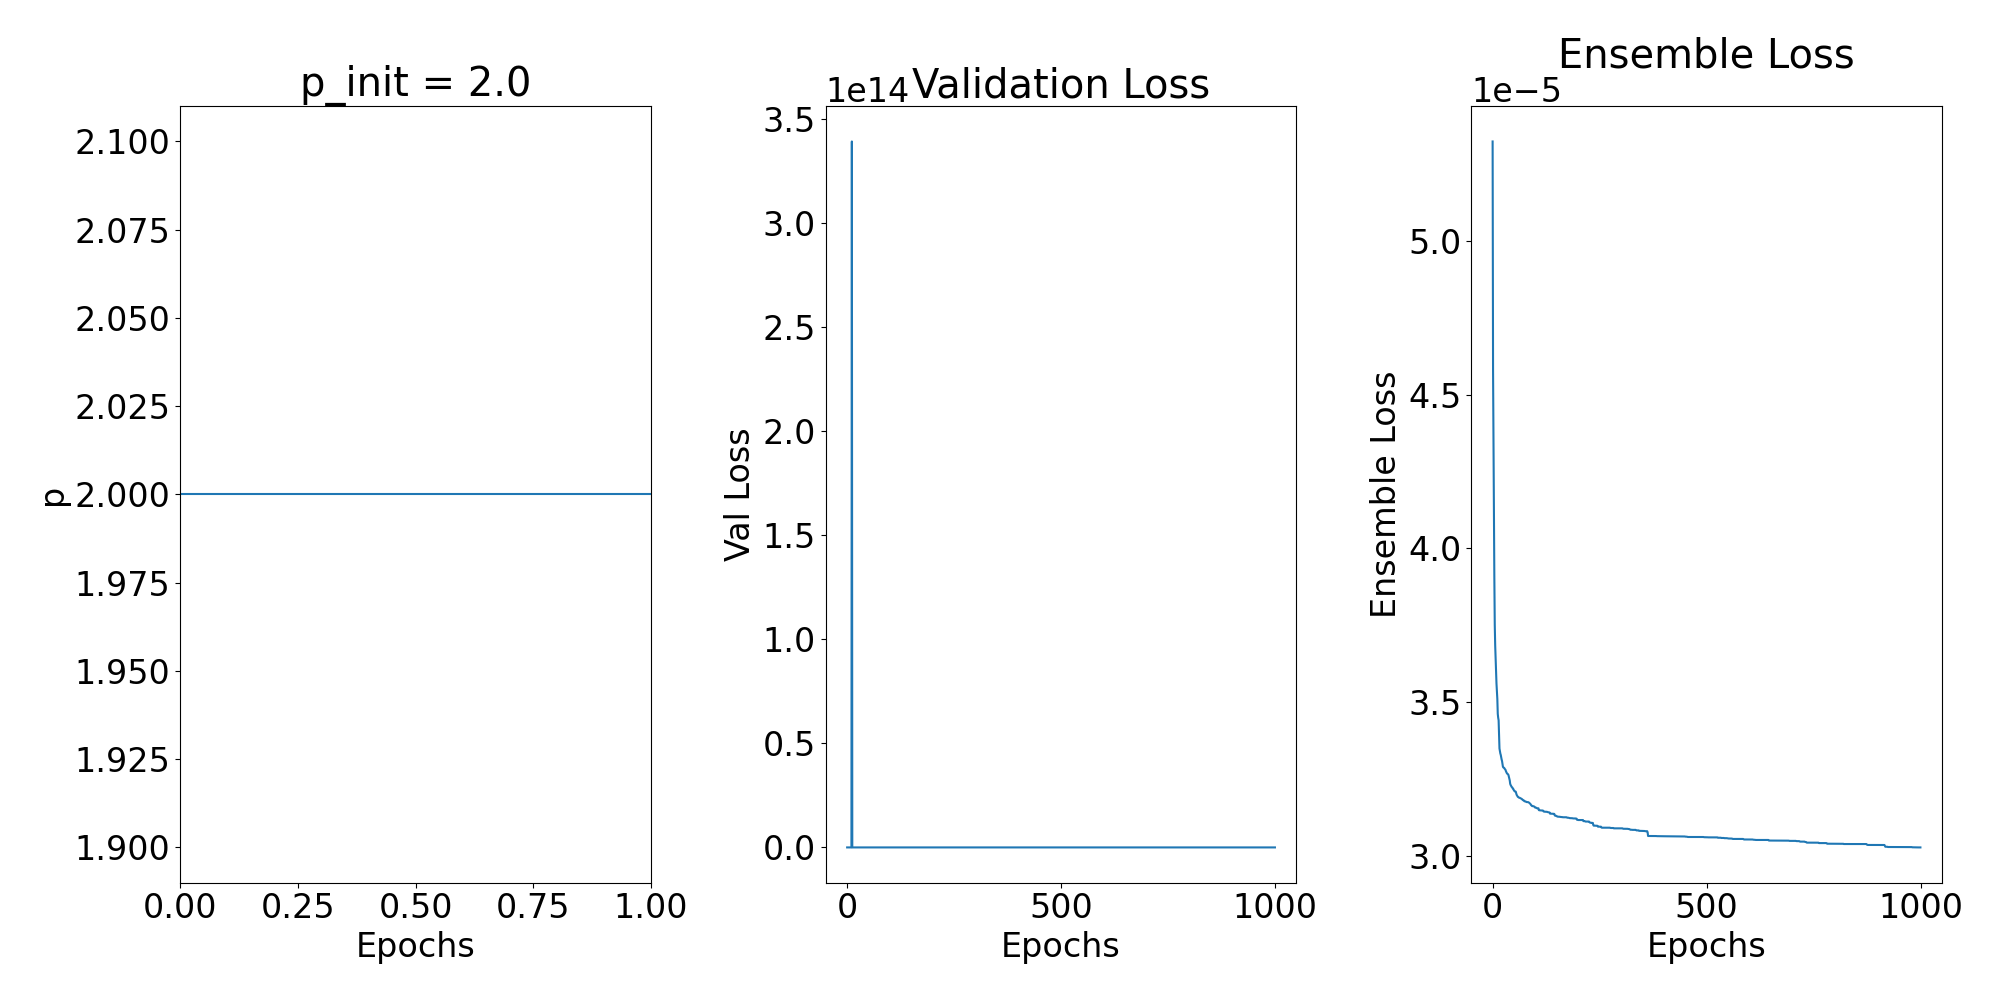 p_init = 2.0
2.100
2.075
2.050
2.025
2.000
1.975
1.950
1.925
1.900
p
0.00 0.25 0.50 0.75 1.00
Epochs
Validation Loss
1e14
3.5
3.0
2.5
2.0
1.5
1.0
0.5
0.0
Val Loss
0 500 1000
Epochs
Ensemble Loss
1e−5
5.0
4.5
4.0
3.5
3.0
Ensemble Loss
0 500 1000
Epochs